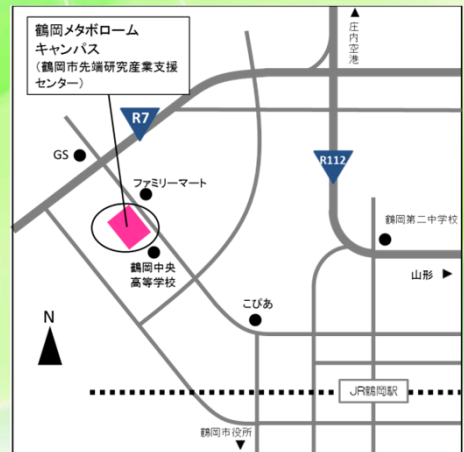 鶴岡メタボローム
キャンパス
(鶴岡市先端研究産業支援
センター)
▲
庄内空港
R7
R112
GS
ファミリーマート
鶴岡第二中学校
鶴岡中央
高等学校
山形 ▶
こぴあ
N
JR鶴岡駅
鶴岡市役所
▼